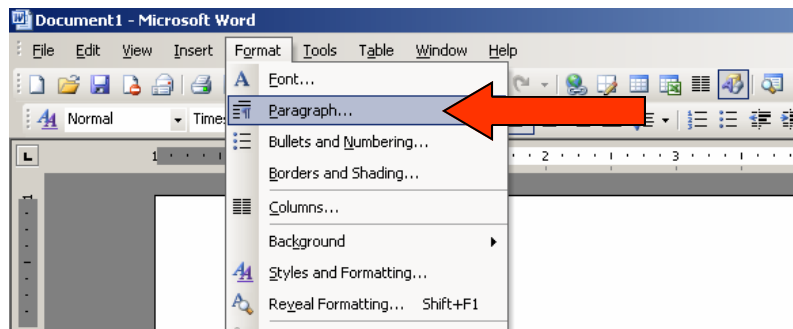 Document1 - Microsoft Word
File Edit View Insert Format Tools Table Window Help
Font...
Normal Paragraph...
1 Bullets and Numbering... 2 3
Borders and Shading...
Columns...
Background
Styles and Formatting...
Reveal Formatting... Shift+F1